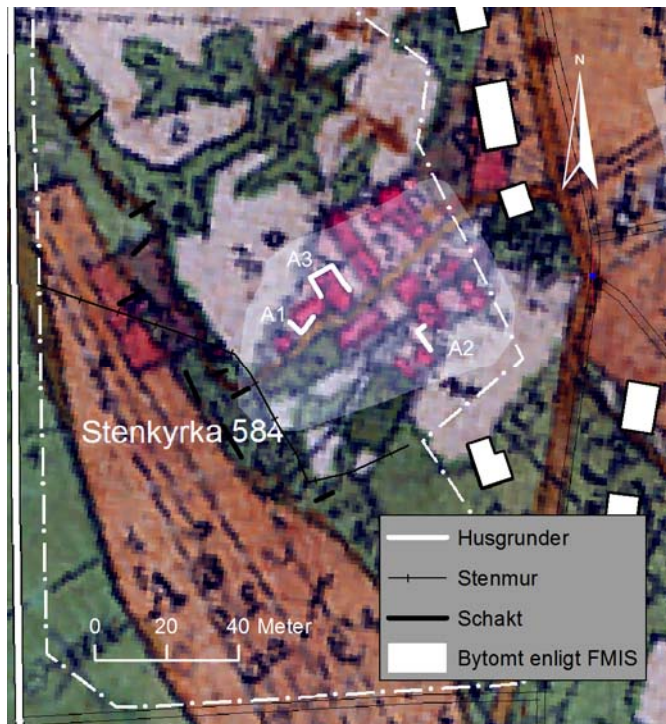 N
A3
A1
A2
Stenkyrka 584
Husgrunder
Stenmur
Schakt
Bytomt enligt FMIS
0 20 40 Meter